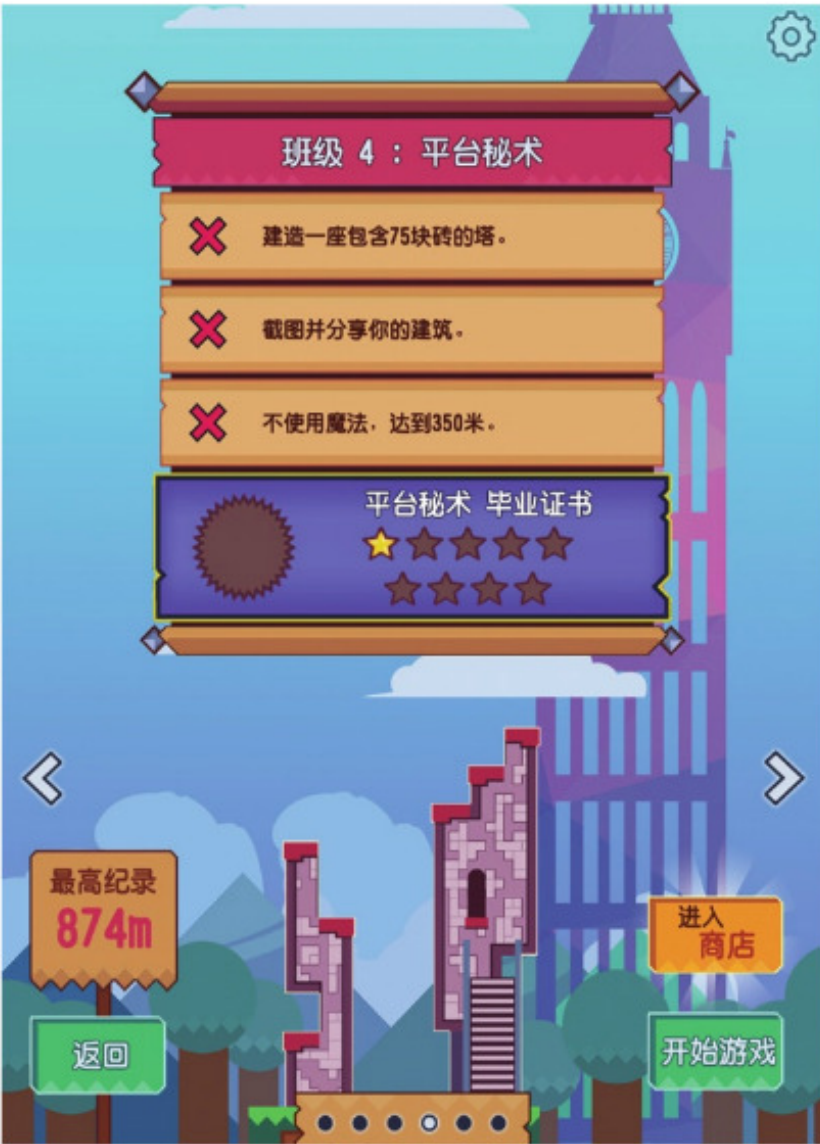 班级 4 : 平台秘术
建造一座包含75块砖的塔。
截图并分享你的建筑。
不使用魔法，达到350米。
平台秘术 毕业证书
最高纪录
874m
进入
商店
返回
开始游戏